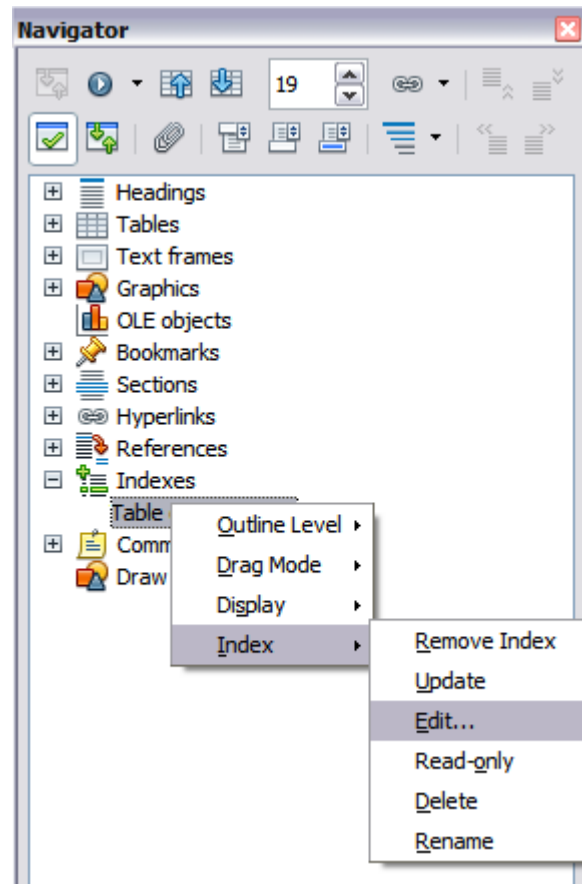 Navigator
19
Headings
Tables
Text frames
Graphics
OLE objects
Bookmarks
Sections
Hyperlinks
References
Indexes
Table
Outline Level
Drag Mode
Display
Index
Draw
Remove Index
Update
Edit...
Read-only
Delete
Rename